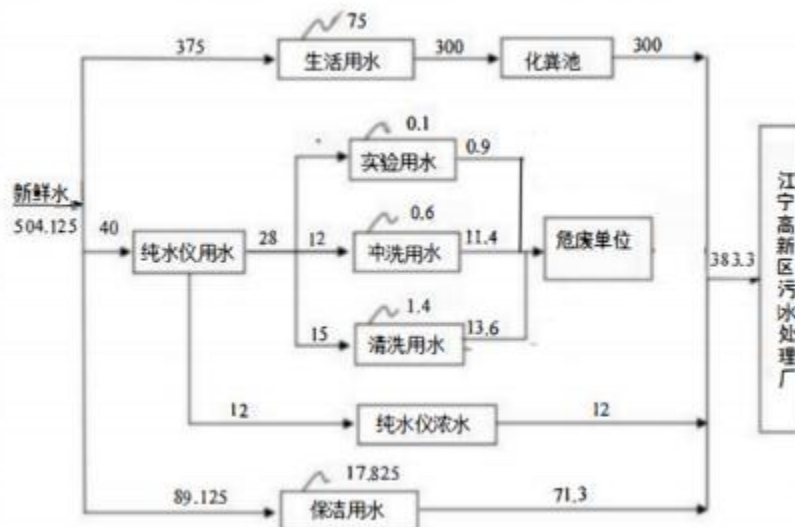 75
375
生活用水
300
化粪池
300
0.1
实验用水
0.9
新鲜水
504.125
40
纯水仪用水
28
12
0.6
冲洗用水
11.4
危废单位
383.3
江宁高新区污水处理厂
1.4
15
清洗用水
13.6
12
纯水仪浓水
12
17.825
89.125
保洁用水
71.3